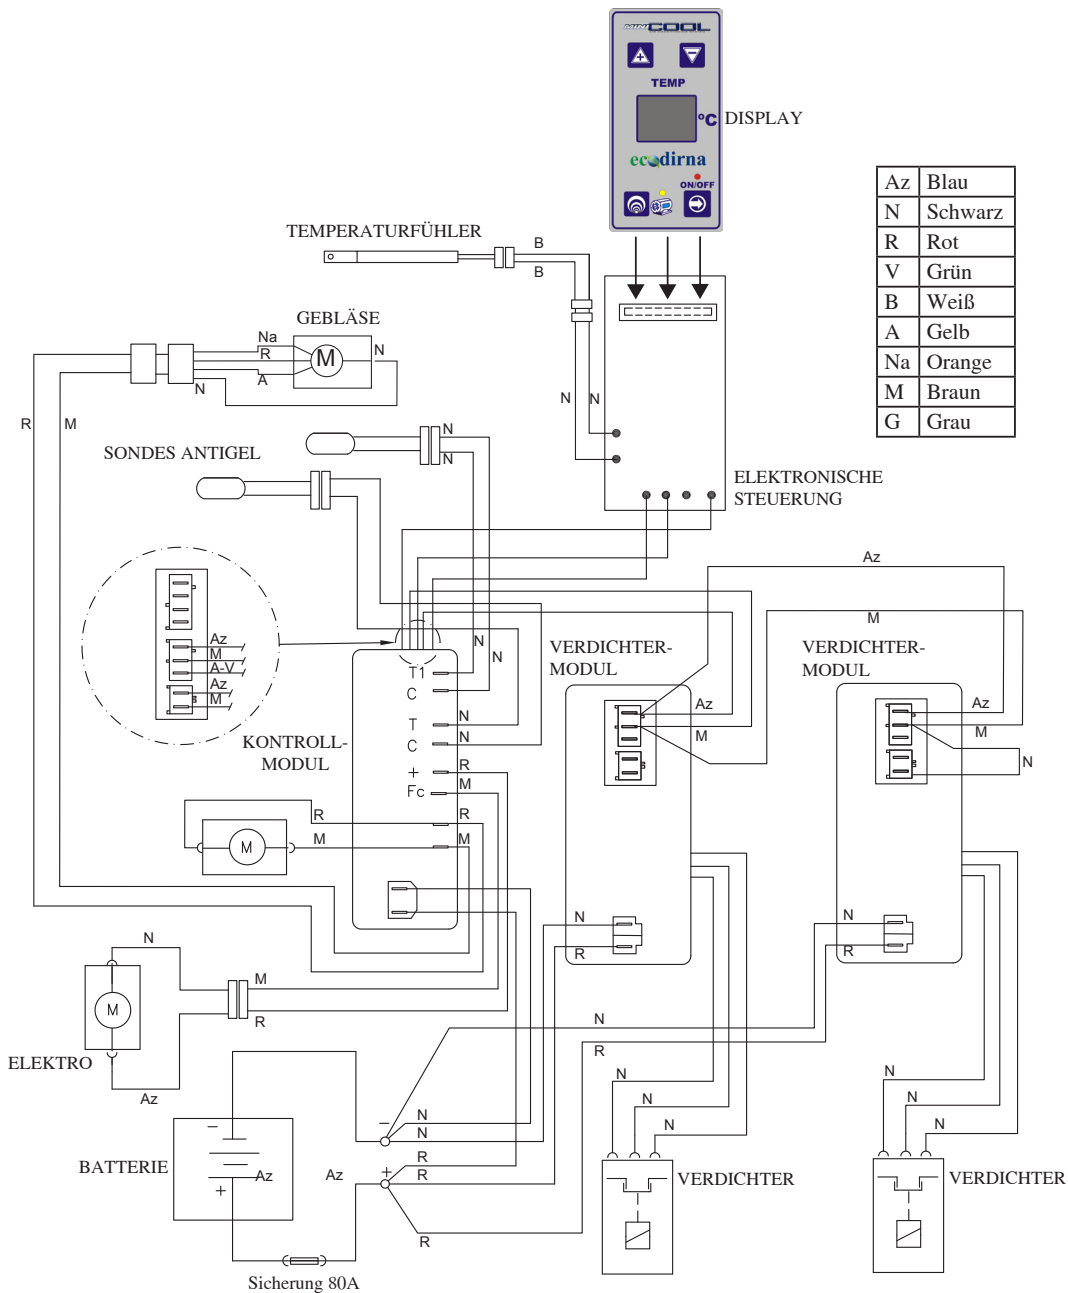 MINI COOL
TEMP
°C
DISPLAY
ecodirna
ON/OFF
Az Blau
N Schwarz
R Rot
V Grün
B Weiß
A Gelb
Na Orange
M Braun
G Grau
TEMPERATURFÜHLER
B
B
GEBLÄSE
Na
R
A
M
N
N
R
M
N
N
SONDES ANTIGEL
N
N
ELEKTRONISCHE
STEUERUNG
Az
M
Az
M
A-V
Az
M
N
N
VERDICHTER-
MODUL
VERDICHTER-
MODUL
T1
C
T
C
+
Fc
N
N
R
M
R
M
KONTROLL-
MODUL
Az
M
Az
M
N
R
M
M
N
R
N
R
N
M
Az
M
R
ELEKTRO
N
R
N
N
N
N
N
N
BATTERIE
−
+
Az
Az
−
+
N
N
R
R
R
VERDICHTER
VERDICHTER
Sicherung 80A